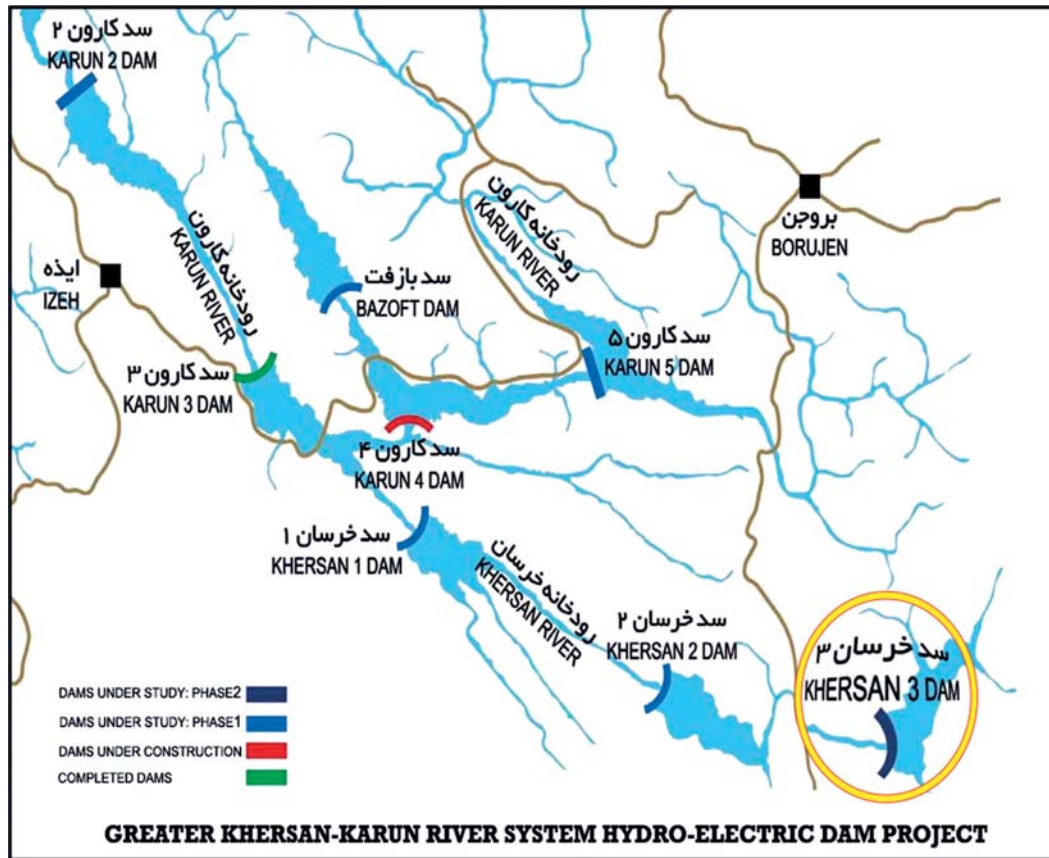 سد کارون ۲
KARUN 2 DAM
رودخانه کارون
KARUN RIVER
رودخانه کارون
KARUN RIVER
بروجن
BORUJEN
ایذه
IZEH
سد بازفت
BAZOFT DAM
سد کارون ۵
KARUN 5 DAM
سد کارون ۳
KARUN 3 DAM
سد کارون ۴
KARUN 4 DAM
سد خرسان ۱
KHERSAN 1 DAM
رودخانه خرسان
KHERSAN RIVER
سد خرسان ۲
KHERSAN 2 DAM
سد خرسان ۳
KHERSAN 3 DAM
DAMS UNDER STUDY: PHASE2
DAMS UNDER STUDY: PHASE1
DAMS UNDER CONSTRUCTION
COMPLETED DAMS
GREATER KHERSAN-KARUN RIVER SYSTEM HYDRO-ELECTRIC DAM PROJECT